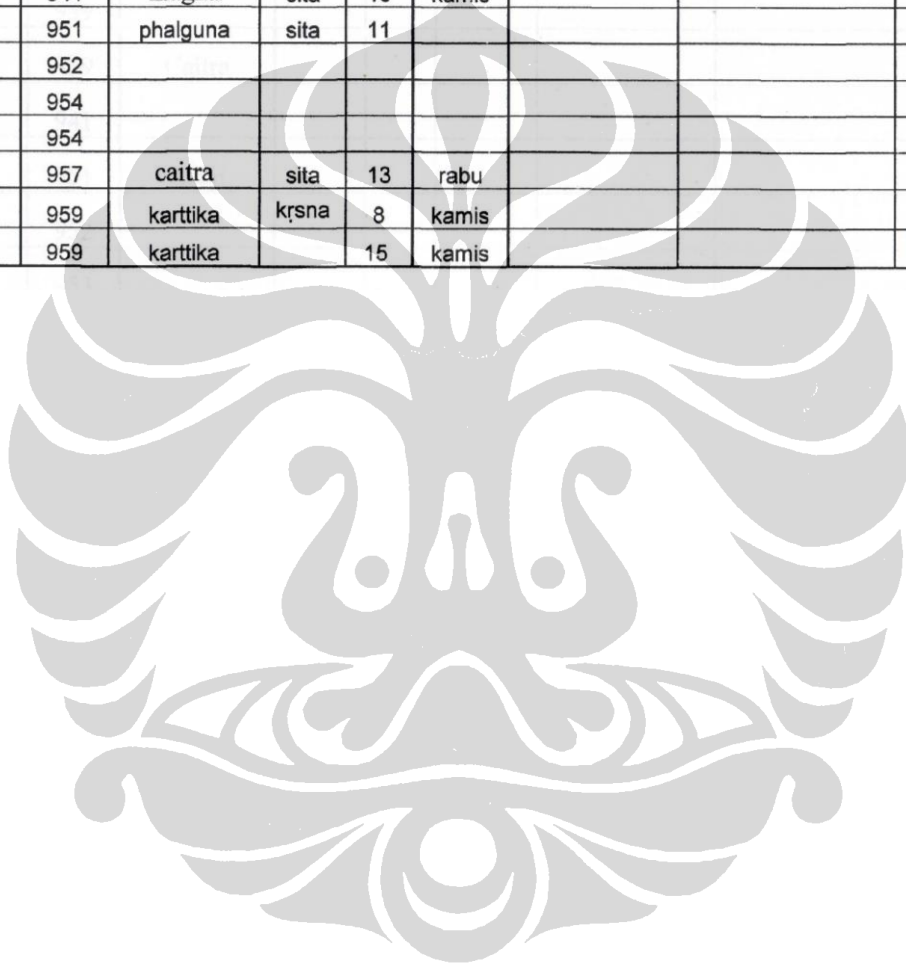 951 phalguna sita 11
952
954
954
957 caitra sita 13 rabu
959 karttika kṛsna 8 kamis
959 karttika 15 kamis